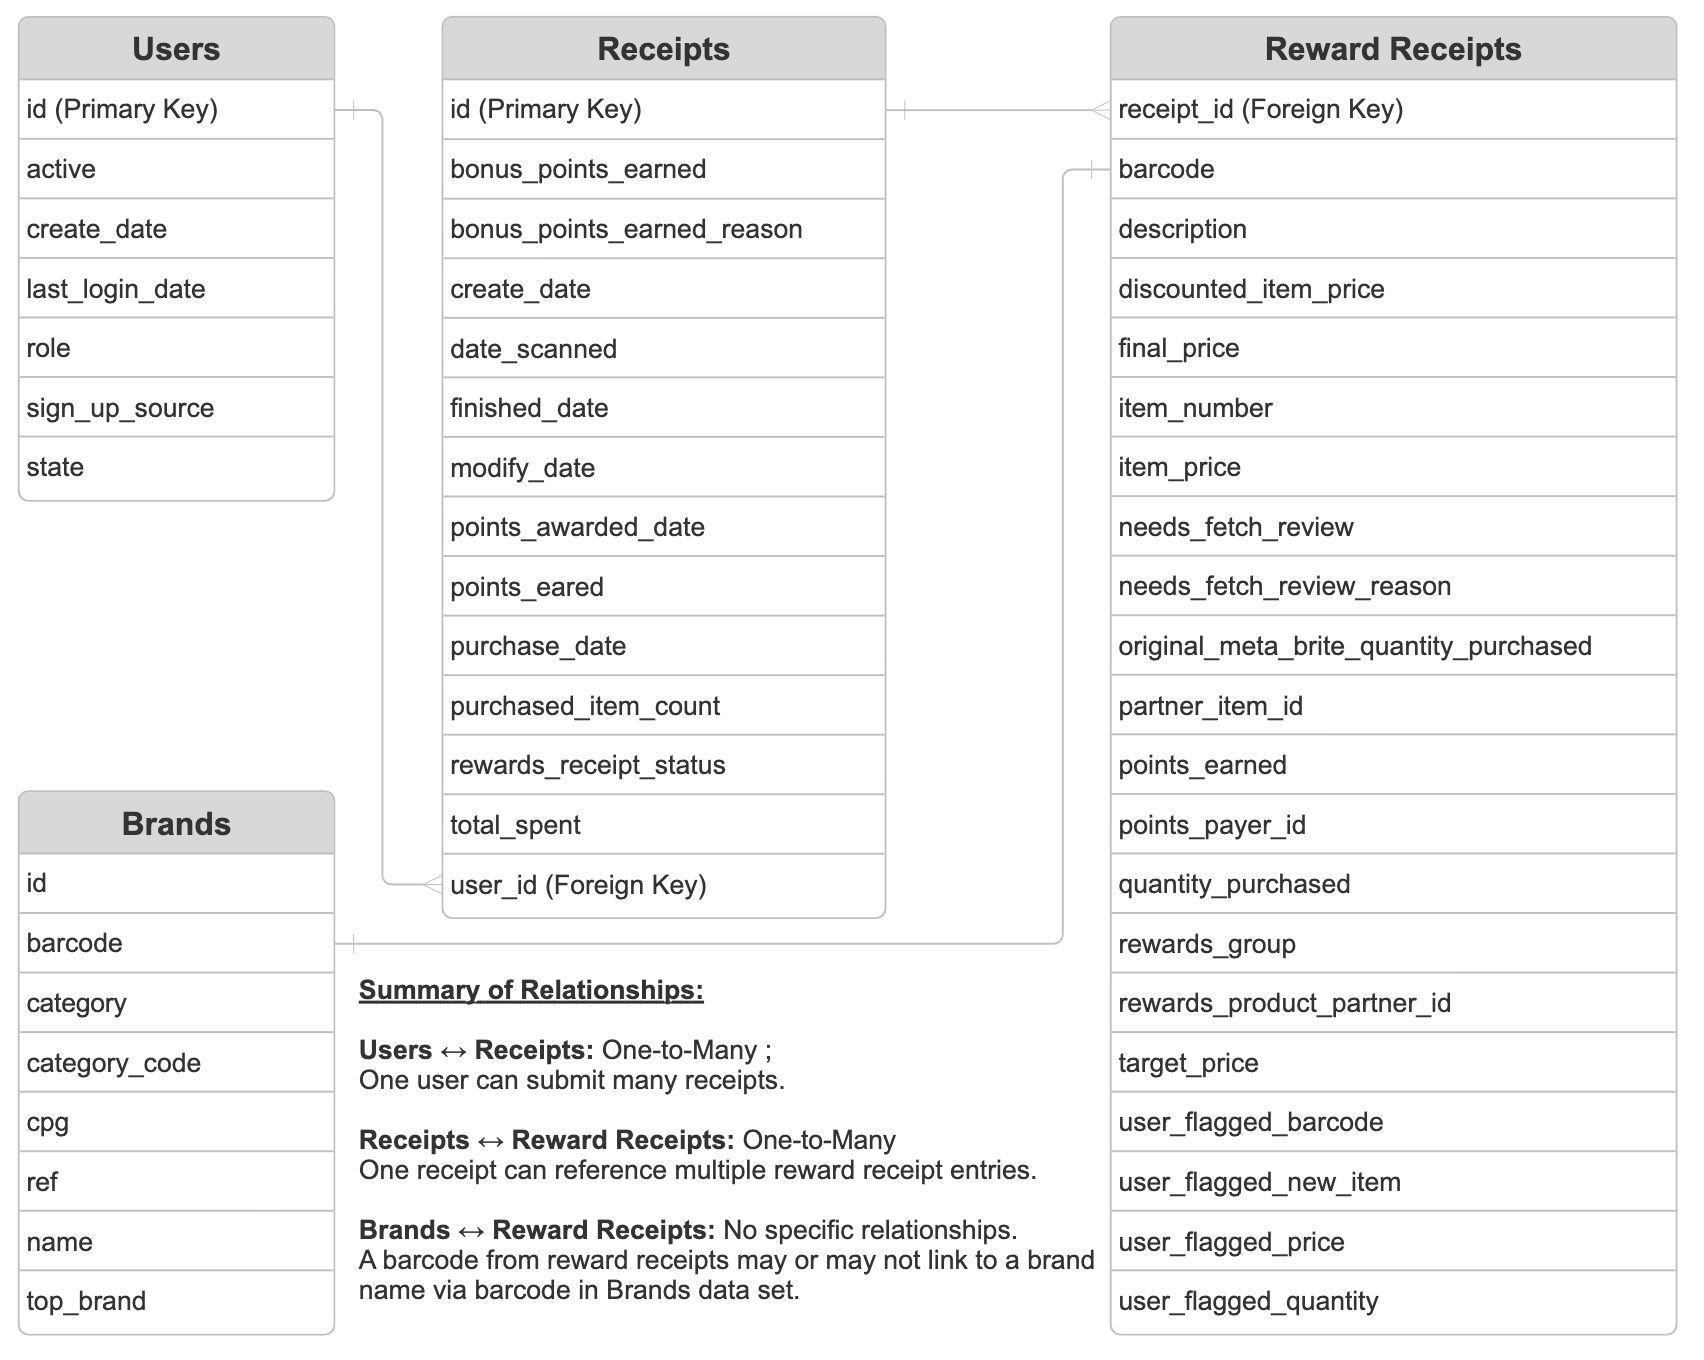 Users
id (Primary Key)
active
create_date
last_login_date
role
sign_up_source
state
Receipts
id (Primary Key)
bonus_points_earned
bonus_points_earned_reason
create_date
date_scanned
finished_date
modify_date
points_awarded_date
points_eared
purchase_date
purchased_item_count
rewards_receipt_status
total_spent
user_id (Foreign Key)
Reward Receipts
receipt_id (Foreign Key)
barcode
description
discounted_item_price
final_price
item_number
item_price
needs_fetch_review
needs_fetch_review_reason
original_meta_brite_quantity_purchased
partner_item_id
points_earned
points_payer_id
quantity_purchased
rewards_group
rewards_product_partner_id
target_price
user_flagged_barcode
user_flagged_new_item
user_flagged_price
user_flagged_quantity
Brands
id
barcode
category
category_code
cpg
ref
name
top_brand
Summary of Relationships:
Users ↔ Receipts: One-to-Many ;
One user can submit many receipts.
Receipts ↔ Reward Receipts: One-to-Many
One receipt can reference multiple reward receipt entries.
Brands ↔ Reward Receipts: No specific relationships.
A barcode from reward receipts may or may not link to a brand
name via barcode in Brands data set.